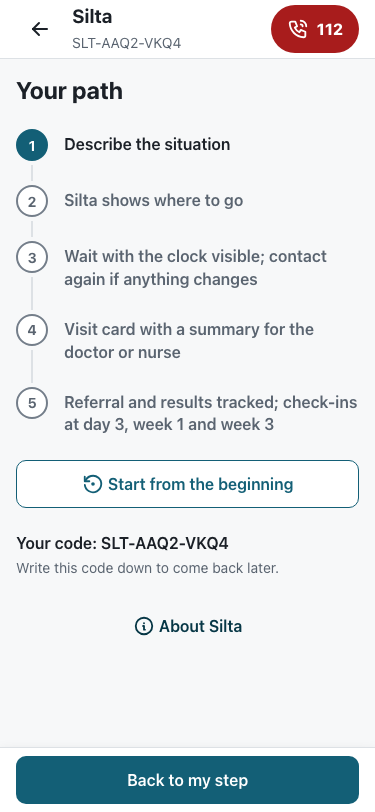 Silta
SLT-AAQ2-VKQ4
112
Your path
1 Describe the situation
2 Silta shows where to go
3 Wait with the clock visible; contact
again if anything changes
4 Visit card with a summary for the
doctor or nurse
5 Referral and results tracked; check-ins
at day 3, week 1 and week 3
Start from the beginning
Your code: SLT-AAQ2-VKQ4
Write this code down to come back later.
About Silta
Back to my step